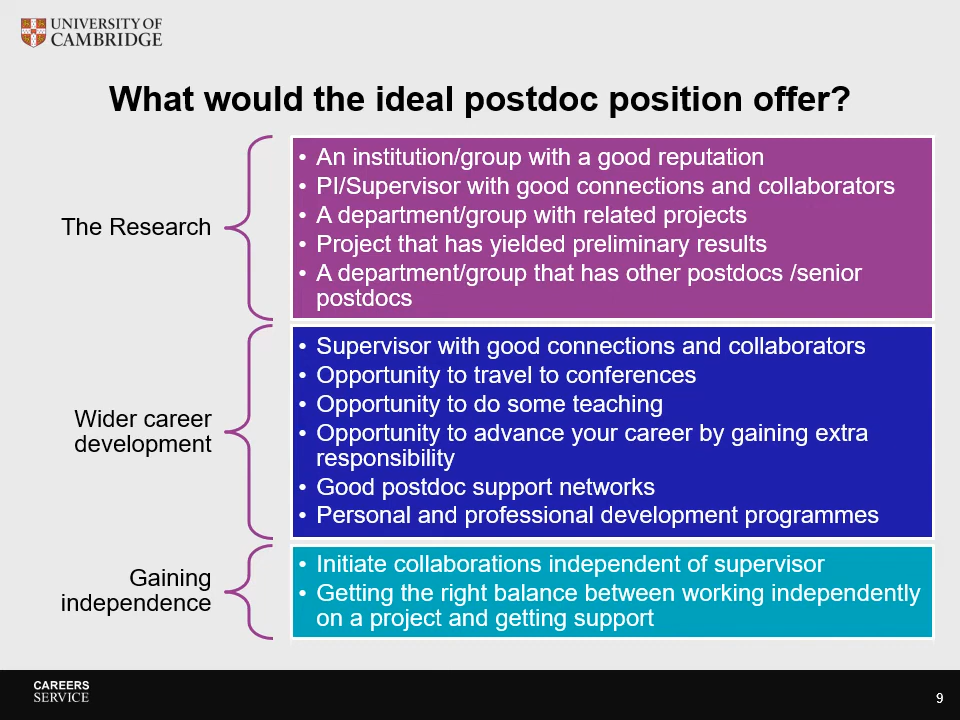 UNIVERSITY OF
CAMBRIDGE
What would the ideal postdoc position offer?
The Research
• An institution/group with a good reputation
• PI/Supervisor with good connections and collaborators
• A department/group with related projects
• Project that has yielded preliminary results
• A department/group that has other postdocs /senior
postdocs
Wider career
development
• Supervisor with good connections and collaborators
• Opportunity to travel to conferences
• Opportunity to do some teaching
• Opportunity to advance your career by gaining extra
responsibility
• Good postdoc support networks
• Personal and professional development programmes
Gaining
independence
• Initiate collaborations independent of supervisor
• Getting the right balance between working independently
on a project and getting support
CAREERS
SERVICE
9